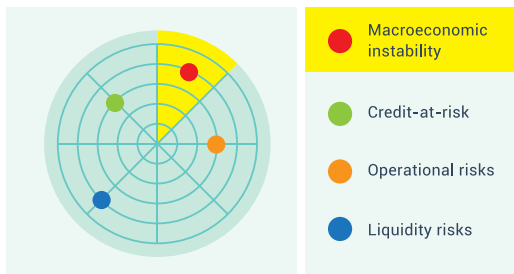 Macroeconomic
instability
Credit-at-risk
Operational risks
Liquidity risks